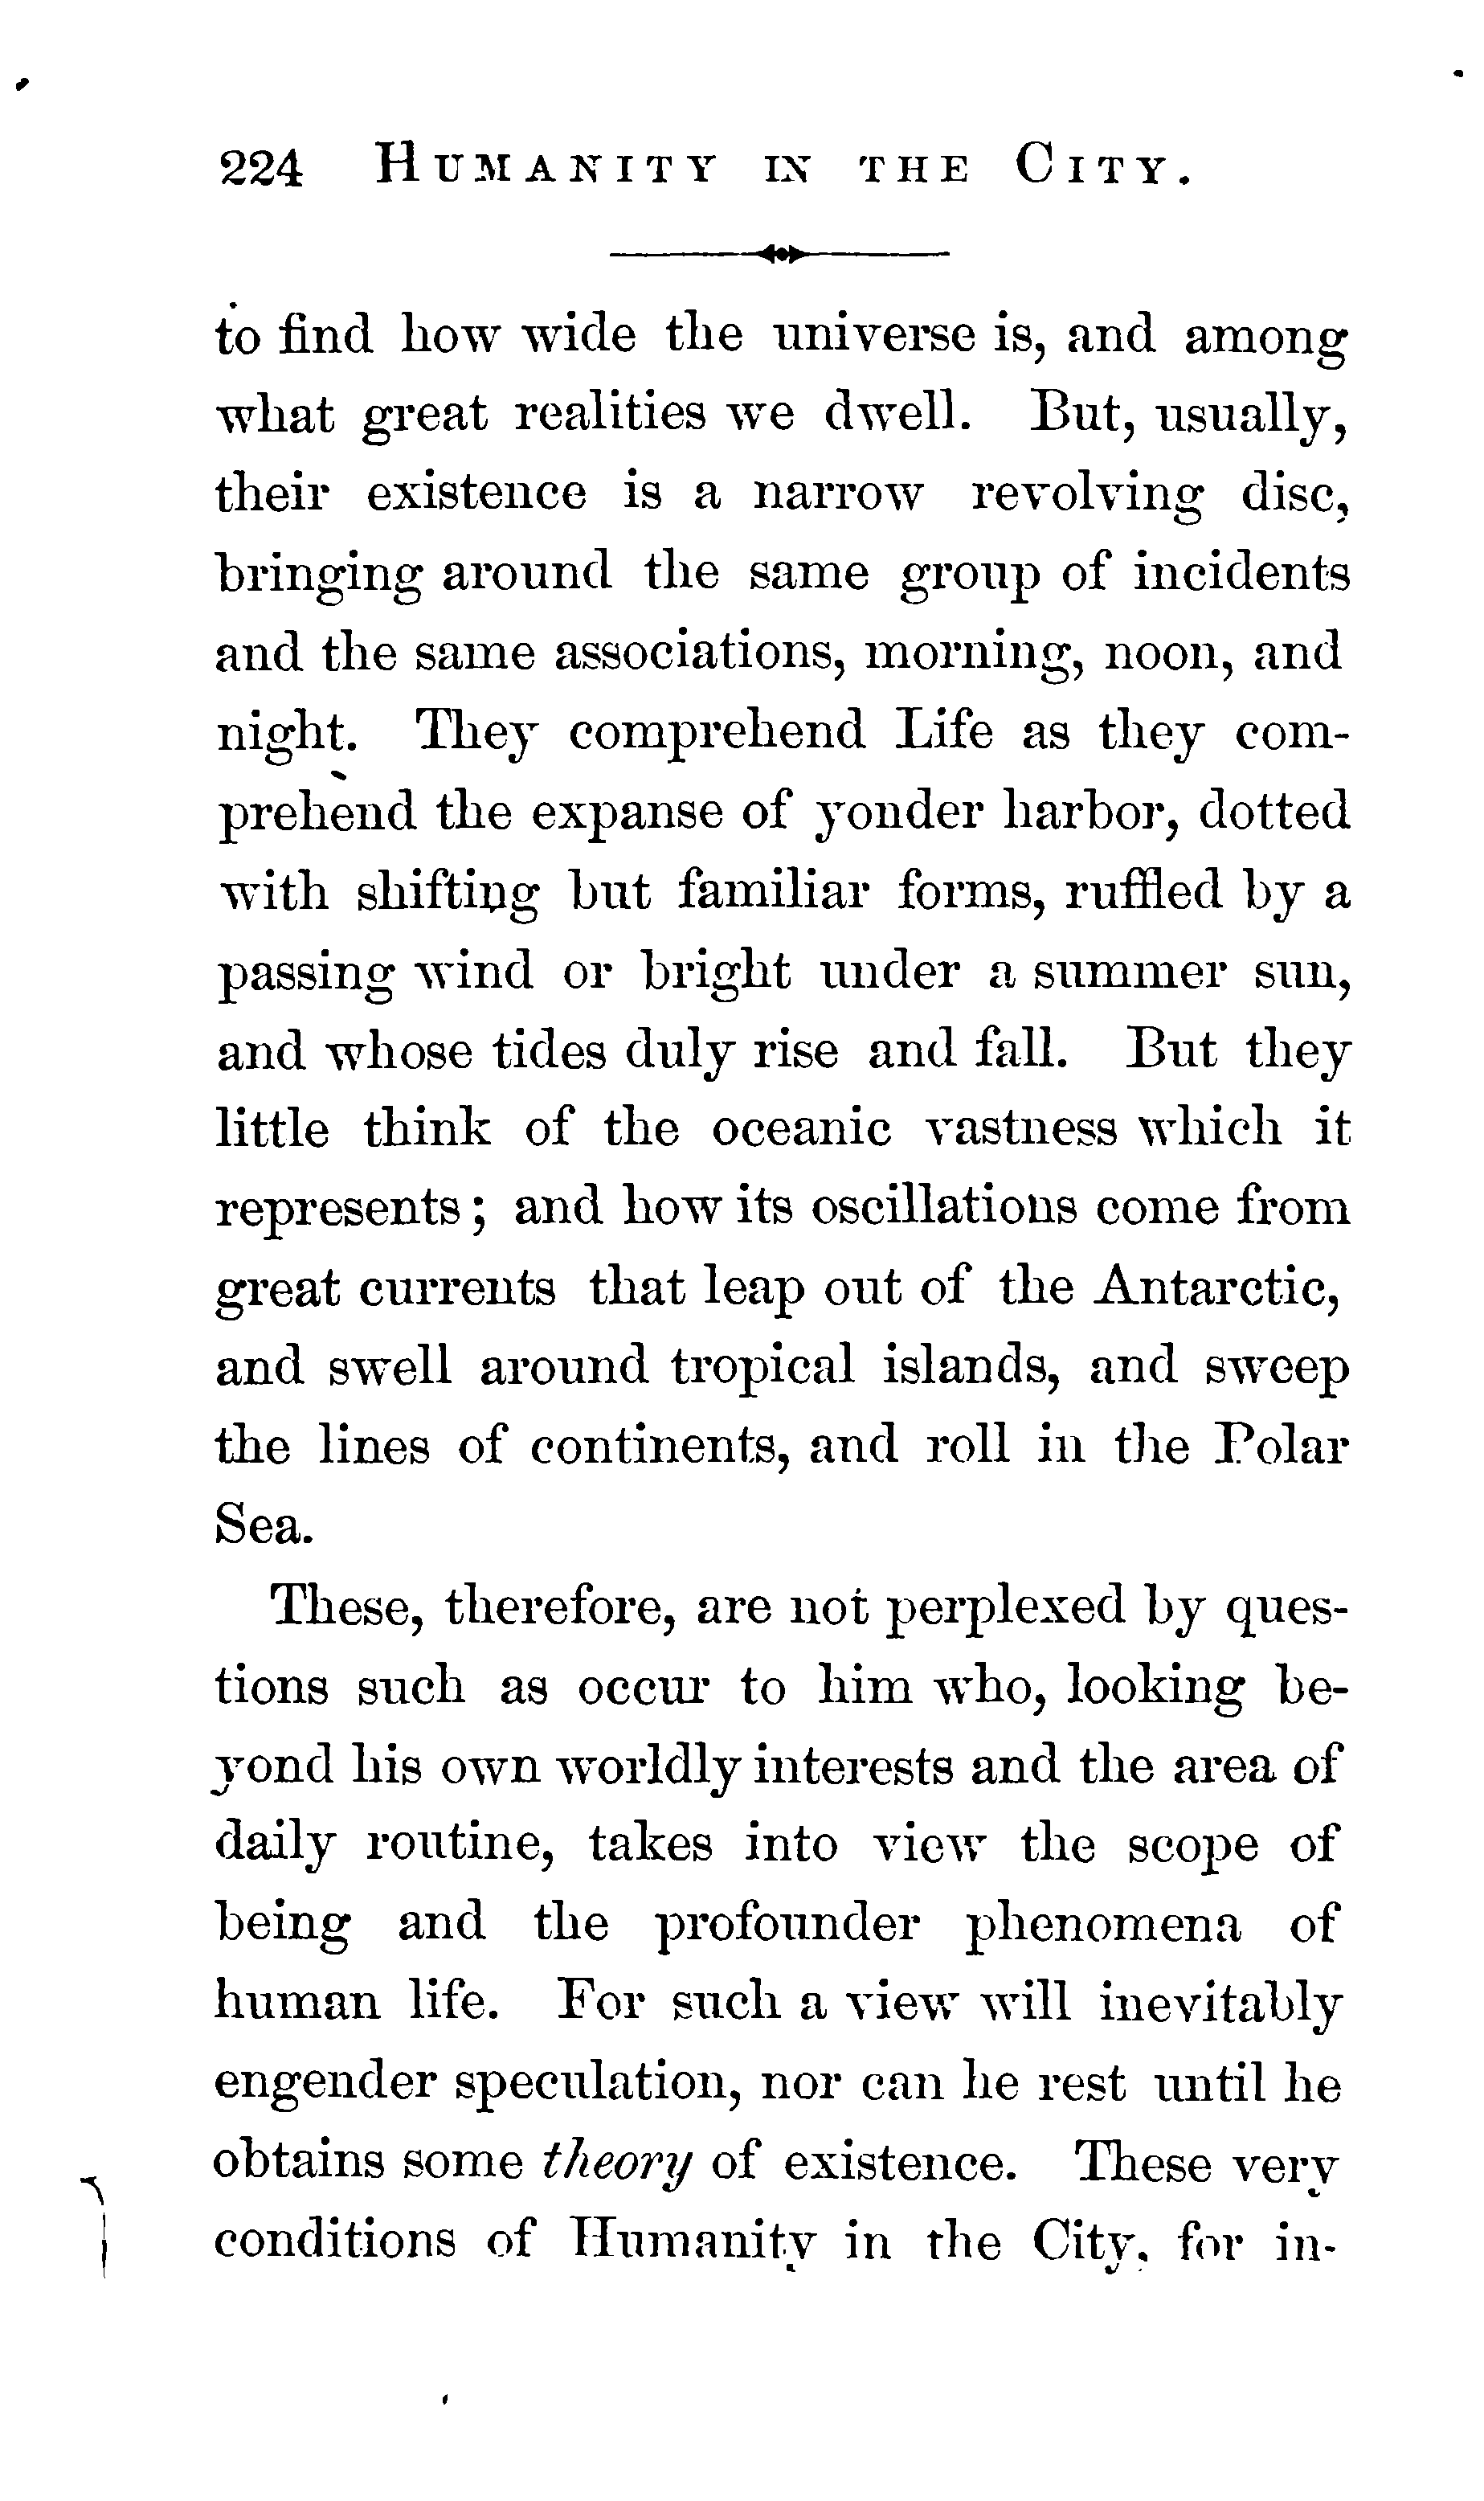 224 HUMANITY IN THE CITY.
to find how wide the universe is, and among
what great realities we dwell. But, usually,
their existence is a narrow revolving disc,
bringing around the same group of incidents
and the same associations, morning, noon, and
night. They comprehend Life as they com-
prehend the expanse of yonder harbor, dotted
with shifting but familiar forms, ruffled by a
passing wind or bright under a summer sun,
and whose tides duly rise and fall. But they
little think of the oceanic vastness which it
represents; and how its oscillations come from
great currents that leap out of the Antarctic,
and swell around tropical islands, and sweep
the lines of continents, and roll in the Polar
Sea.
These, therefore, are not perplexed by ques-
tions such as occur to him who, looking be-
yond his own worldly interests and the area of
daily routine, takes into view the scope of
being and the profounder phenomena of
human life. For such a view will inevitably
engender speculation, nor can he rest until he
obtains some theory of existence. These very
conditions of Humanity in the City, for in-